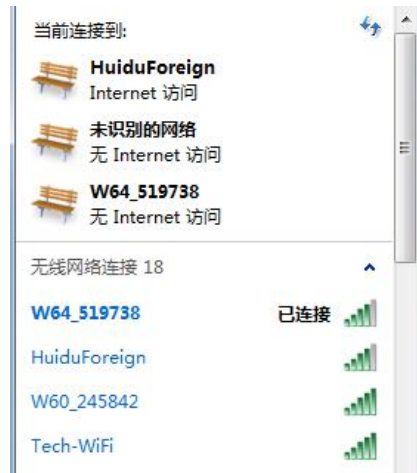 当前连接到:
HuiduForeign
Internet 访问
未识别的网络
无 Internet 访问
W64_519738
无 Internet 访问
无线网络连接 18
W64_519738 已连接
HuiduForeign
W60_245842
Tech-WiFi